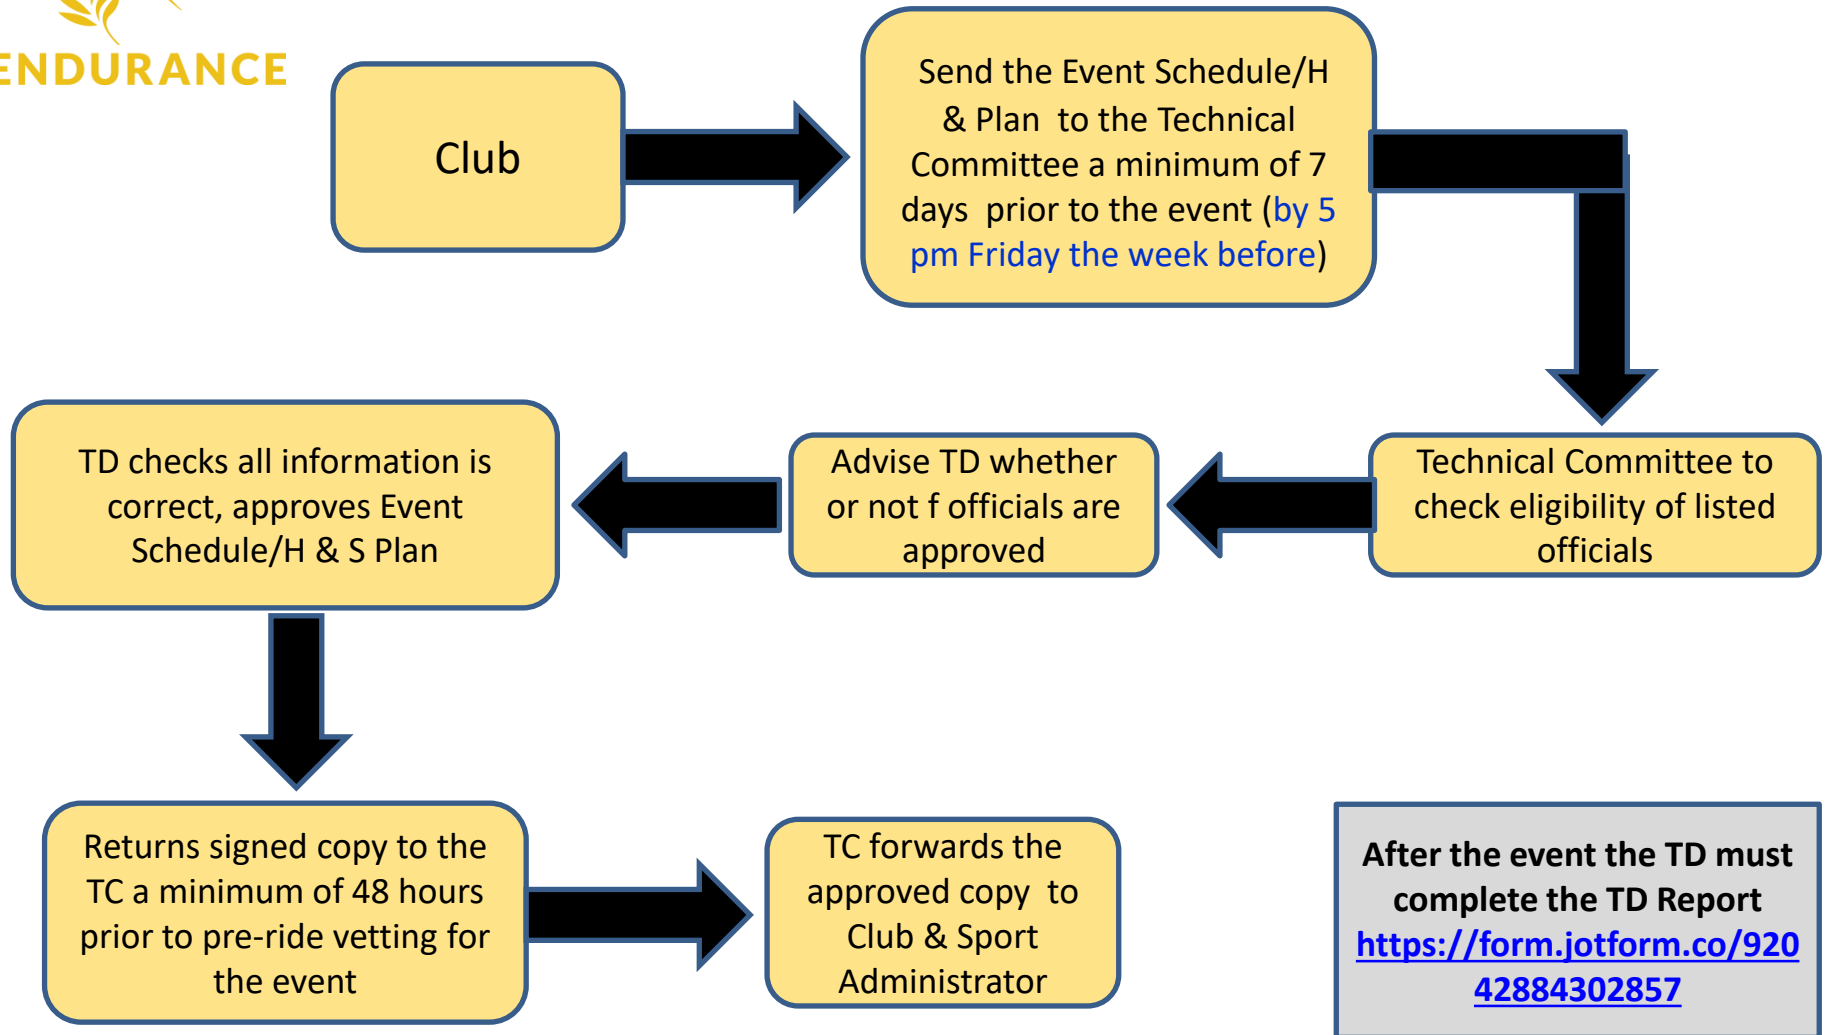 ENDURANCE
Club
Send the Event Schedule/H
& Plan to the Technical
Committee a minimum of 7
days prior to the event (by 5
pm Friday the week before)
Technical Committee to
check eligibility of listed
officials
Advise TD whether
or not f officials are
approved
TD checks all information is
correct, approves Event
Schedule/H & S Plan
Returns signed copy to the
TC a minimum of 48 hours
prior to pre-ride vetting for
the event
TC forwards the
approved copy to
Club & Sport
Administrator
After the event the TD must
complete the TD Report
https://form.jotform.co/920
42884302857